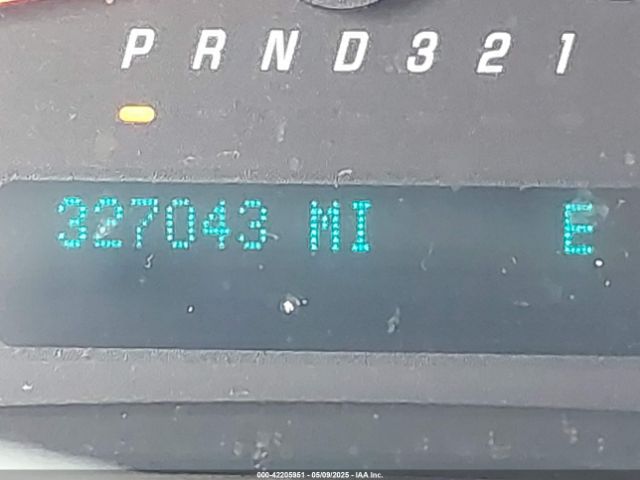 P R N D 3 2 1
327043 MI E
000-42205951 - 05/09/2025 - IAA Inc.